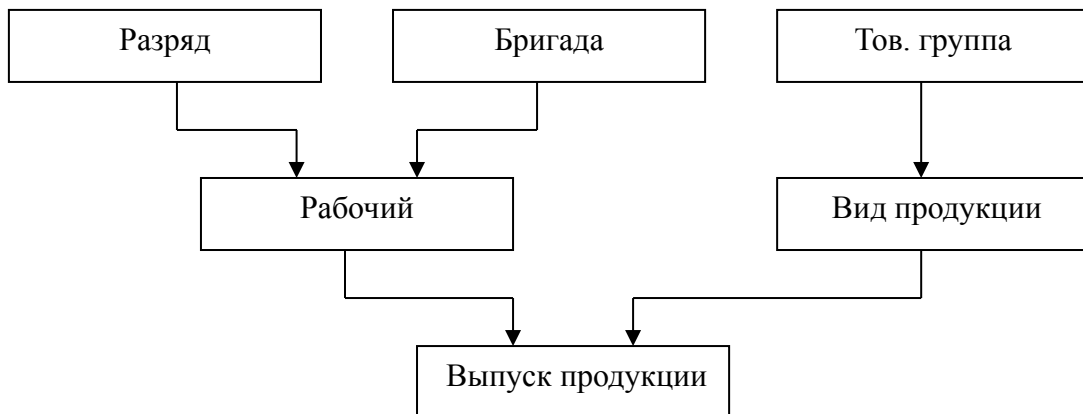 Разряд
Бригада
Тов. группа
Рабочий
Вид продукции
Выпуск продукции